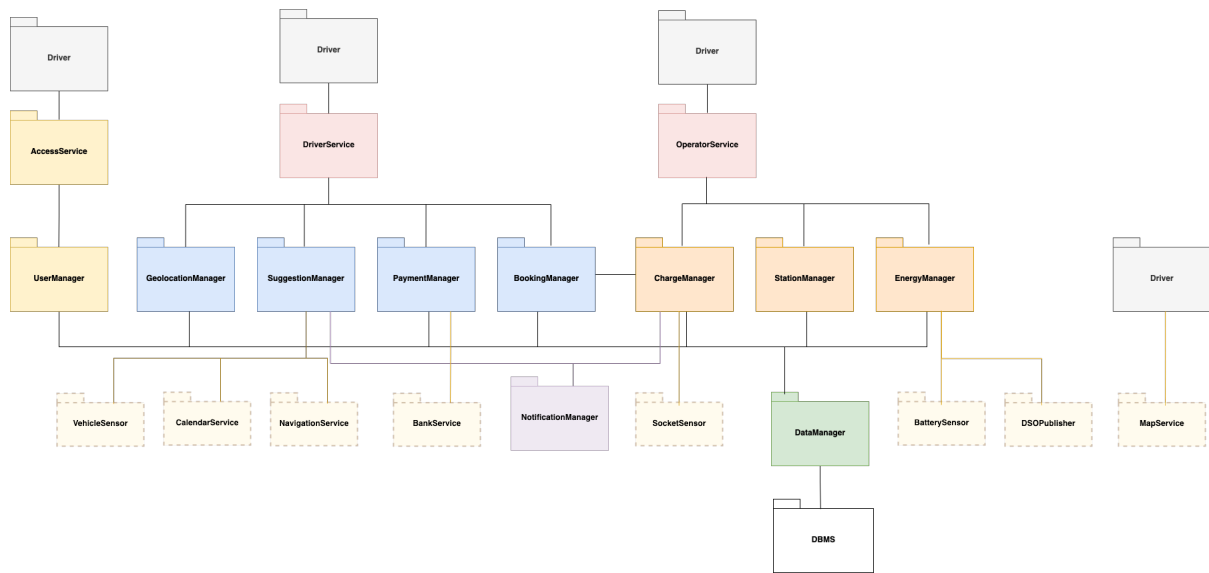 Driver
Driver
Driver
AccessService
DriverService
OperatorService
UserManager
GeolocationManager
SuggestionManager
PaymentManager
BookingManager
ChargeManager
StationManager
EnergyManager
Driver
VehicleSensor
CalendarService
NavigationService
BankService
NotificationManager
SocketSensor
DataManager
BatterySensor
DSOPublisher
MapService
DBMS